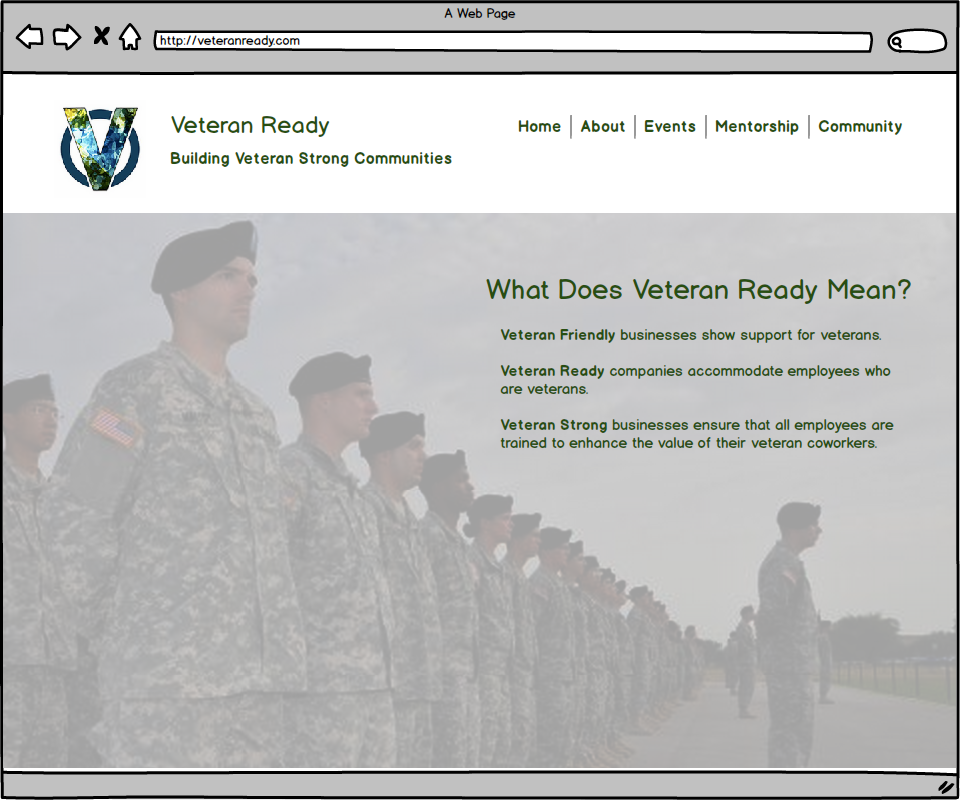 A Web Page
http://veteranready.com
Veteran Ready
Building Veteran Strong Communities
Home About Events Mentorship Community
What Does Veteran Ready Mean?
Veteran Friendly businesses show support for veterans.
Veteran Ready companies accommodate employees who
are veterans.
Veteran Strong businesses ensure that all employees are
trained to enhance the value of their veteran coworkers.